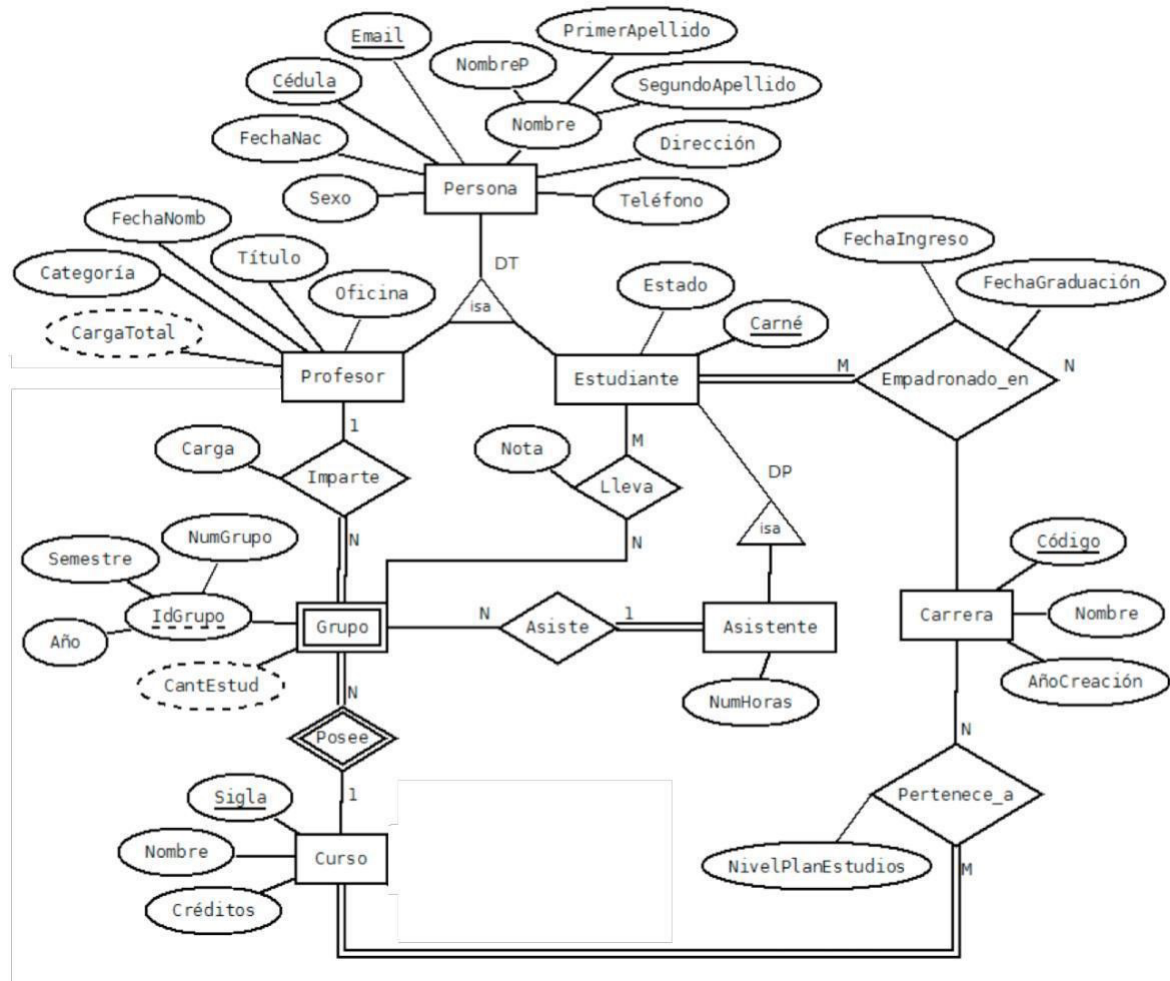 PrimerApellido
Email
NombreP
Cédula
SegundoApellido
Nombre
FechaNac
Dirección
Persona
Sexo
Teléfono
FechaNomb
FechaIngreso
Título
DT
Categoría
Estado
FechaGraduación
Oficina
isa
CargaTotal
Carné
M
N
Profesor
Estudiante
Empadronado_en
1
M
Carga
Nota
Imparte
DP
Lleva
isa
NumGrupo
N
N
Código
Semestre
IdGrupo
N
1
Nombre
Grupo
Asiste
Asistente
Carrera
Año
CantEstud
AñoCreación
N
NumHoras
Posee
N
Sigla
1
Pertenece_a
Nombre
Curso
NivelPlanEstudios
M
Créditos